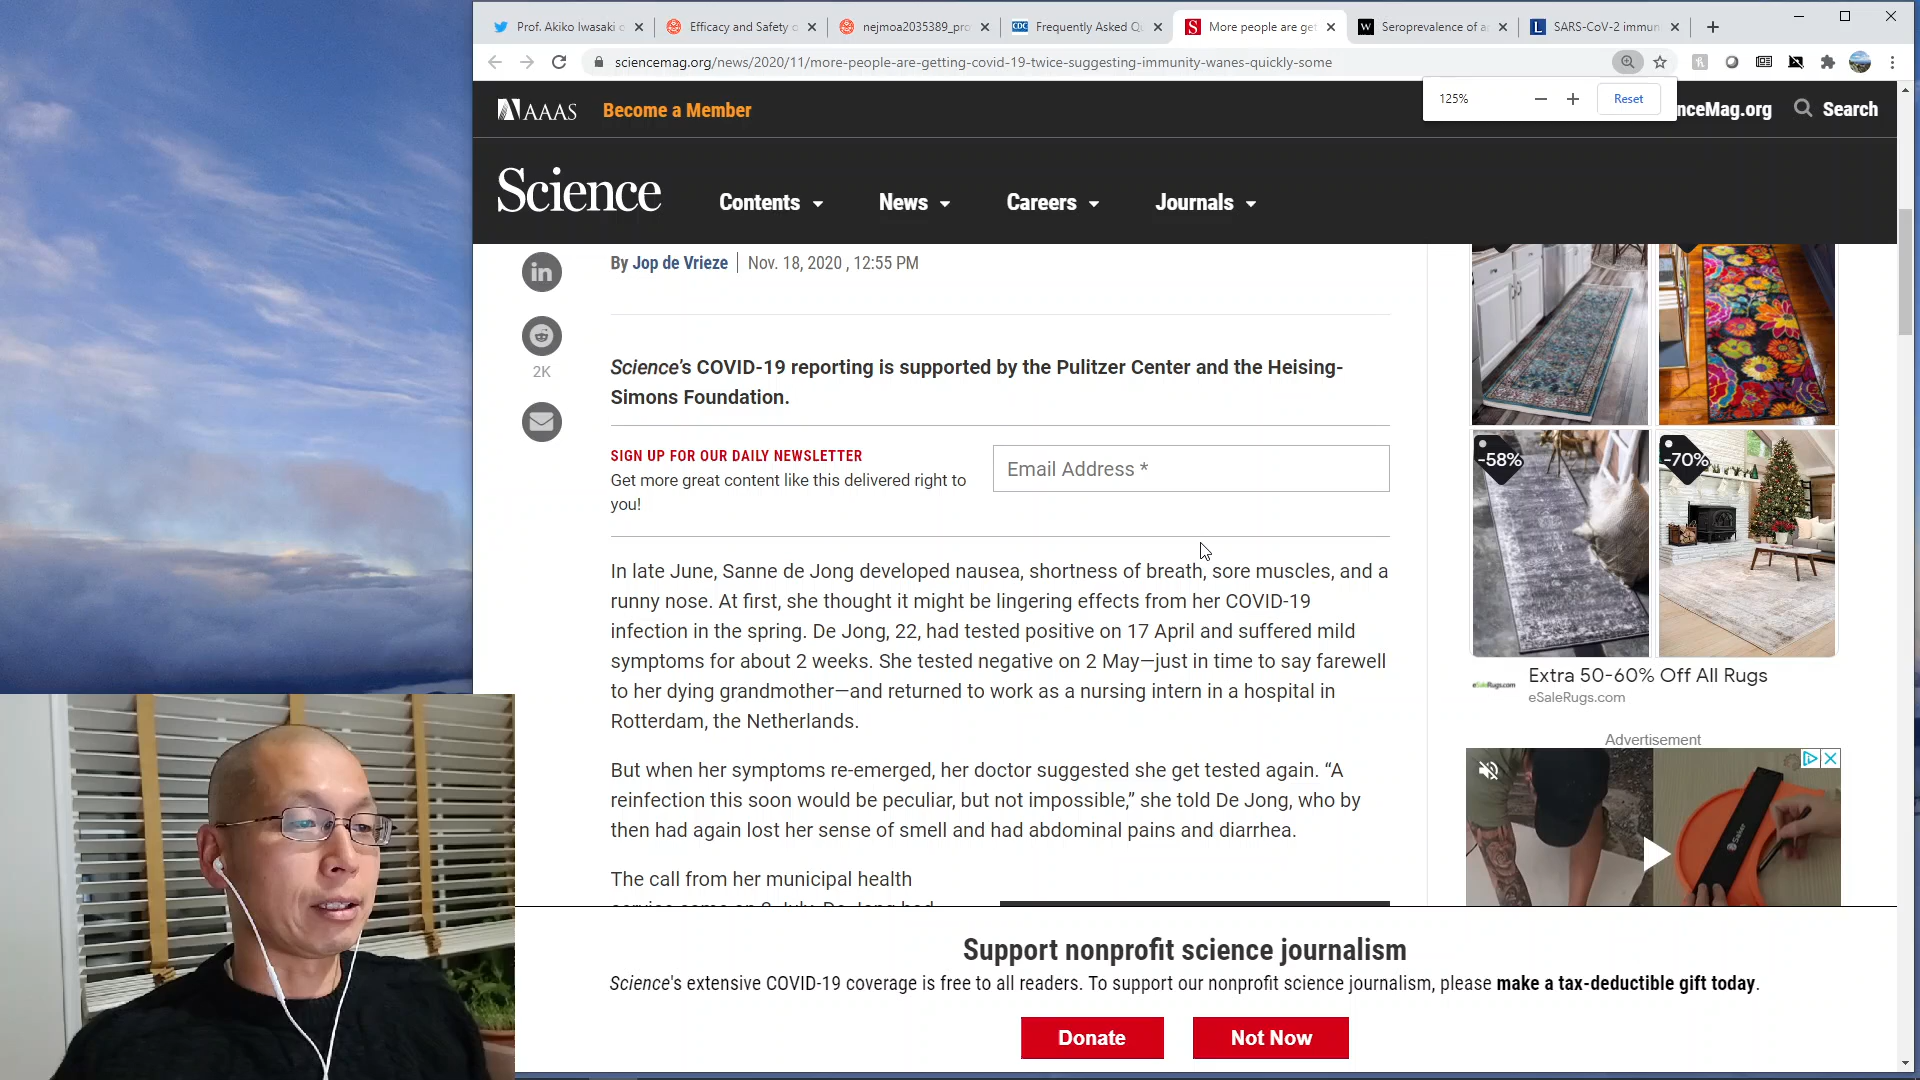 Prof. Akiko Iwasaki o
Efficacy and Safety o
nejmoa2035389_pro
CDC
Frequently Asked Qu
S
More people are get
W
Seroprevalence of a
L
SARS-CoV-2 immun
sciencemag.org/news/2020/11/more-people-are-getting-covid-19-twice-suggesting-immunity-wanes-quickly-some
125%
Reset
AAAS
Become a Member
nceMag.org
Search
Science
Contents
News
Careers
Journals
in
By Jop de Vrieze
Nov. 18, 2020 , 12:55 PM
2K
Science's COVID-19 reporting is supported by the Pulitzer Center and the Heising-
Simons Foundation.
SIGN UP FOR OUR DAILY NEWSLETTER
Get more great content like this delivered right to
you!
Email Address *
In late June, Sanne de Jong developed nausea, shortness of breath, sore muscles, and a
runny nose. At first, she thought it might be lingering effects from her COVID-19
infection in the spring. De Jong, 22, had tested positive on 17 April and suffered mild
symptoms for about 2 weeks. She tested negative on 2 May—just in time to say farewell
to her dying grandmother—and returned to work as a nursing intern in a hospital in
Rotterdam, the Netherlands.
But when her symptoms re-emerged, her doctor suggested she get tested again. “A
reinfection this soon would be peculiar, but not impossible,” she told De Jong, who by
then had again lost her sense of smell and had abdominal pains and diarrhea.
The call from her municipal health
-58%
-70%
eSaleRugs.com
Extra 50-60% Off All Rugs
eSaleRugs.com
Advertisement
Support nonprofit science journalism
Science's extensive COVID-19 coverage is free to all readers. To support our nonprofit science journalism, please make a tax-deductible gift today.
Donate
Not Now